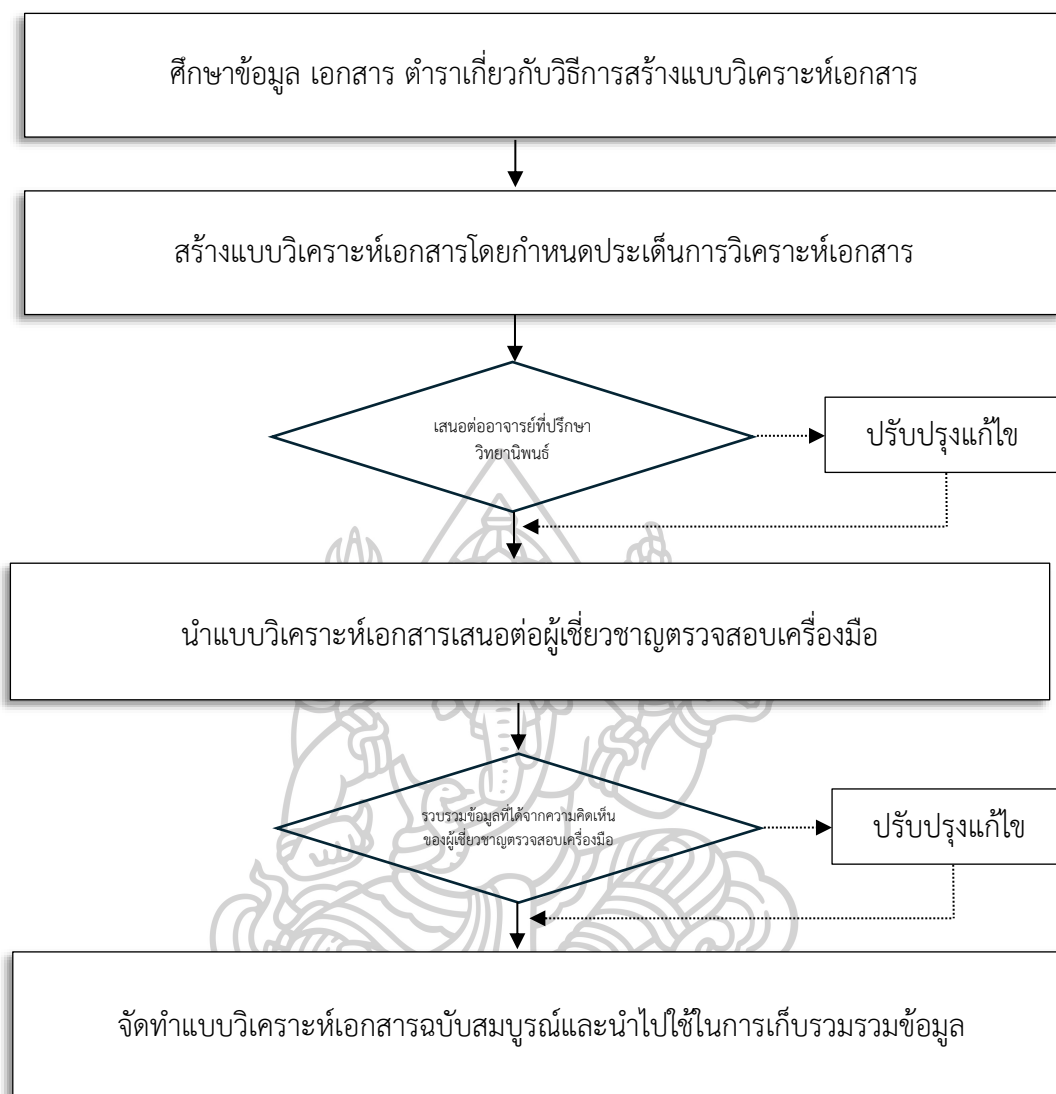 ศึกษาข้อมูล เอกสาร ตำราเกี่ยวกับวิธีการสร้างแบบวิเคราะห์เอกสาร
สร้างแบบวิเคราะห์เอกสารโดยกำหนดประเด็นการวิเคราะห์เอกสาร
เสนอต่ออาจารย์ที่ปรึกษา
วิทยานิพนธ์
ปรับปรุงแก้ไข
นำแบบวิเคราะห์เอกสารเสนอต่อผู้เชี่ยวชาญตรวจสอบเครื่องมือ
รวบรวมข้อมูลที่ได้จากความคิดเห็น
ของผู้เชี่ยวชาญตรวจสอบเครื่องมือ
ปรับปรุงแก้ไข
จัดทำแบบวิเคราะห์เอกสารฉบับสมบูรณ์และนำไปใช้ในการเก็บรวมรวมข้อมูล